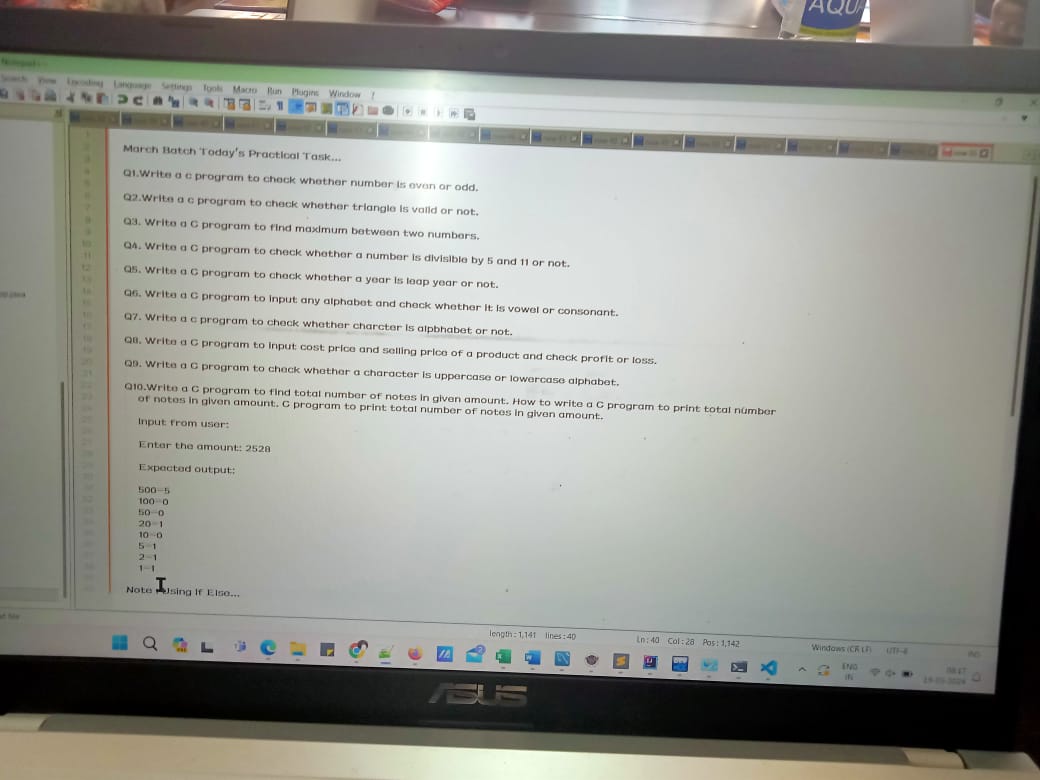 AQUA
Search View Encoding Language Settings Tools Macro Run Plugins Window ?
March Batch Today's Practical Task...
Q1.Write a c program to check whether number is even or odd.
Q2.Write a c program to check whether triangle is valid or not.
Q3. Write a C program to find maximum between two numbers.
Q4. Write a C program to check whether a number is divisible by 5 and 11 or not.
Q5. Write a C program to check whether a year is leap year or not.
Q6. Write a C program to input any alphabet and check whether it is vowel or consonant.
Q7. Write a c program to check whether charcter is alpbhabet or not.
Q8. Write a C program to input cost price and selling price of a product and check profit or loss.
Q9. Write a C program to check whether a character is uppercase or lowercase alphabet.
Q10.Write a C program to find total number of notes in given amount. How to write a C program to print total number
of notes in given amount. C program to print total number of notes in given amount.
Input from user:
Enter the amount: 2528
Expected output:
500=5
100=0
50=0
20=1
10=0
5=1
2=1
1=1
Note Using If Else...
length : 1,141 lines : 40
Ln : 40 Col : 28 Pos : 1,142
Windows (CR LF)
UTF-8
INS
ENG
IN
08:47
19-03-2024
ASUS